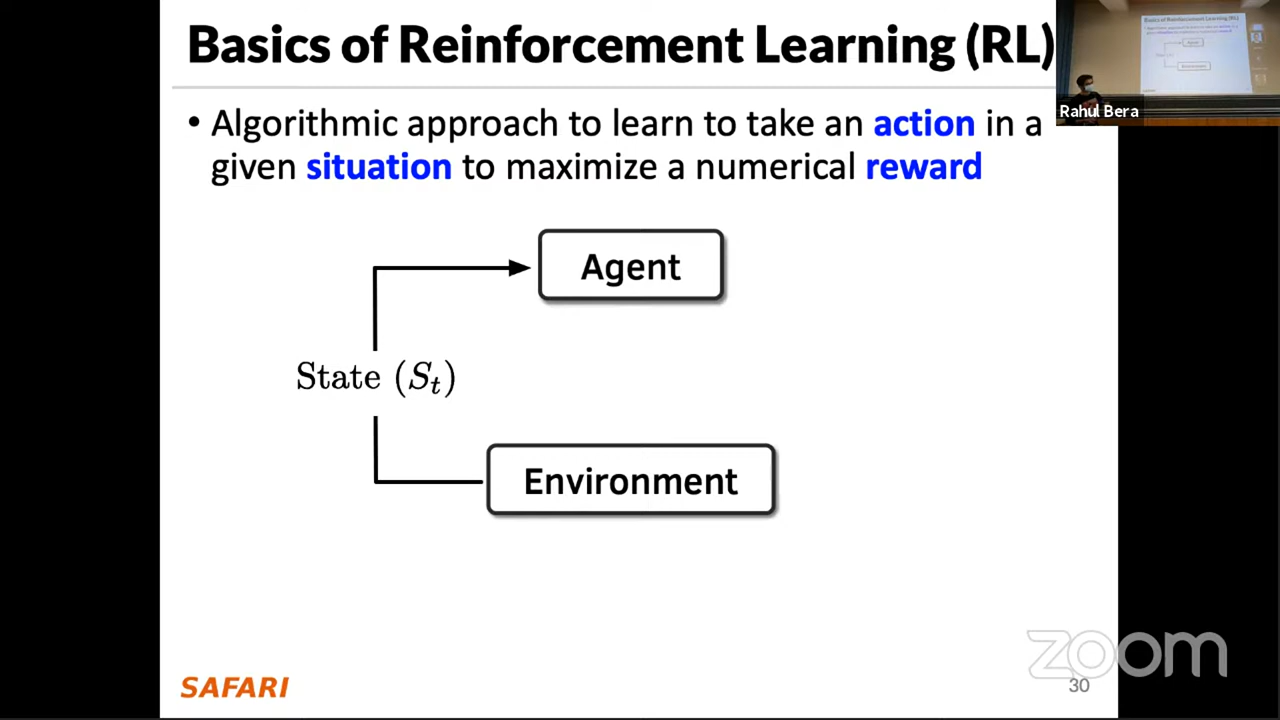 Basics of Reinforcement Learning (RL)
• Algorithmic approach to learn to take an action in a
given situation to maximize a numerical reward
Rahul Bera
Agent
State (S_t)
Environment
zoom
SAFARI
30